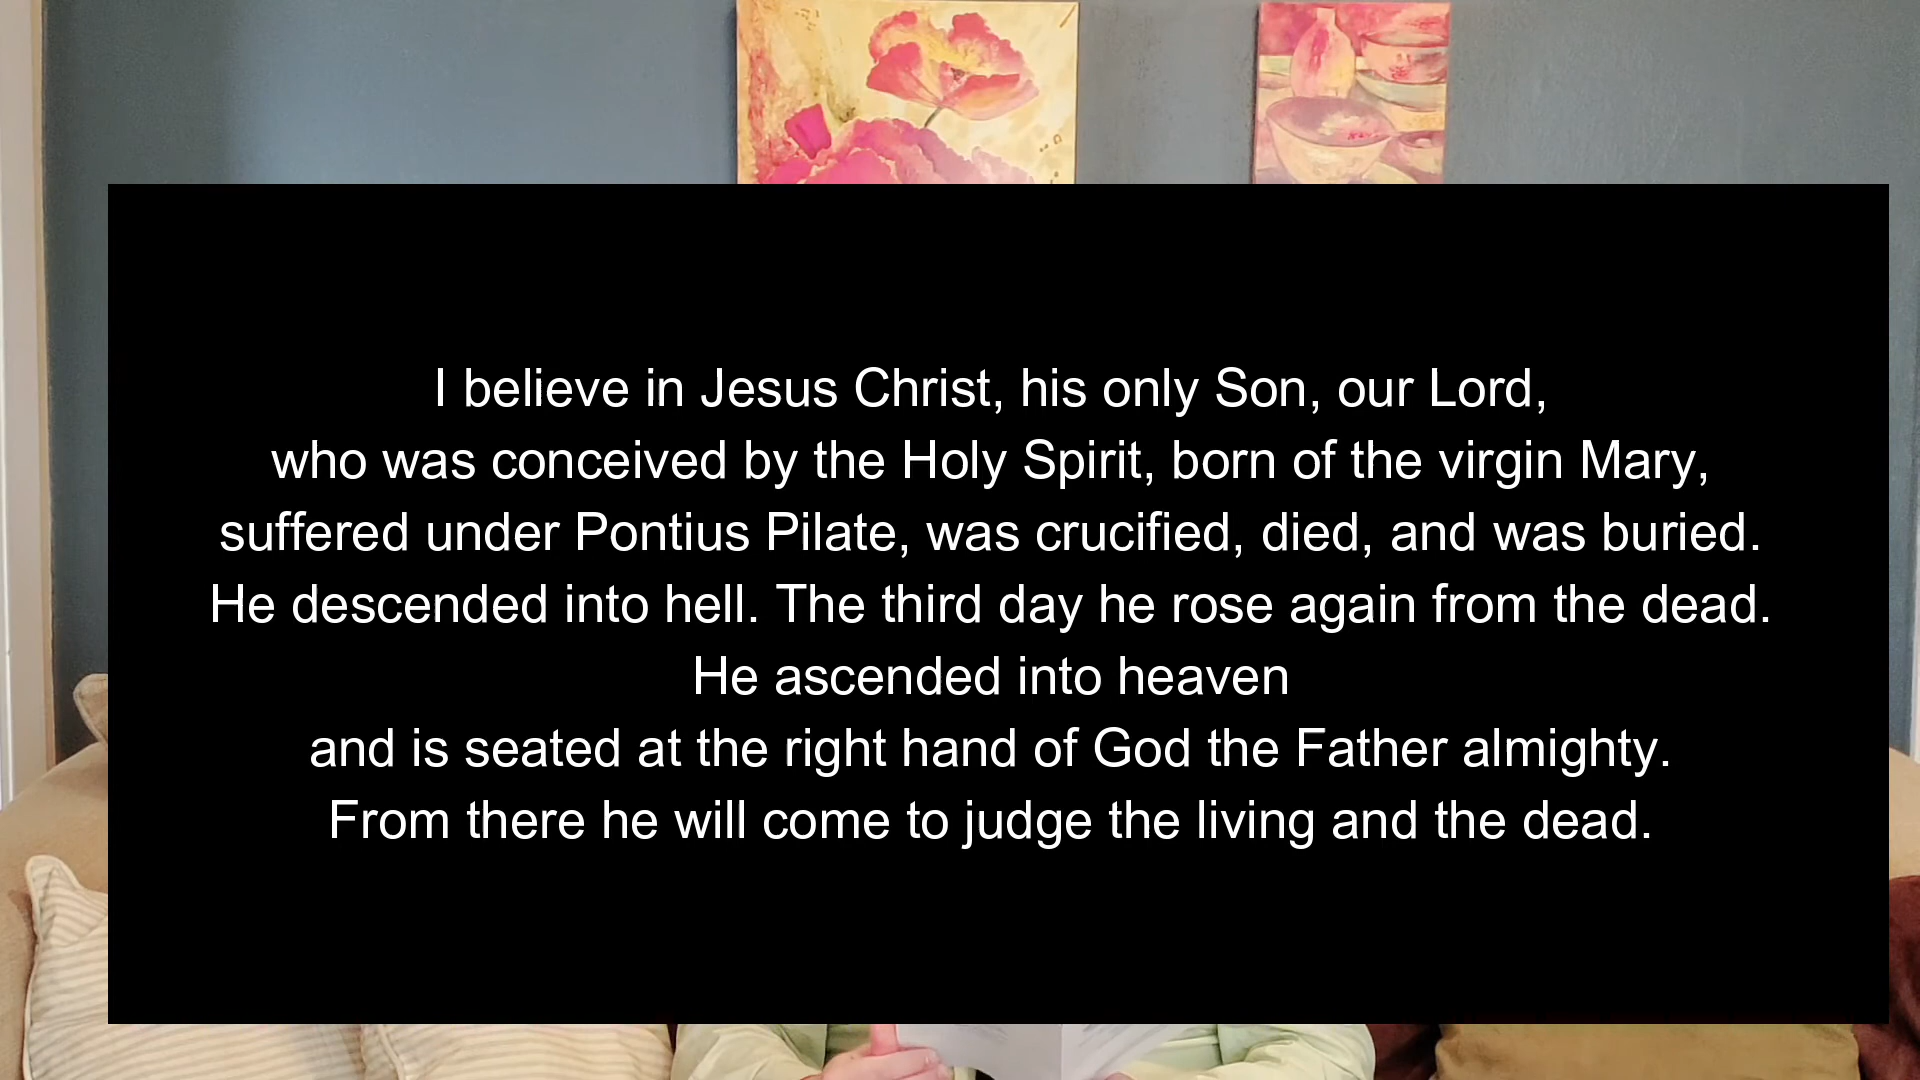 I believe in Jesus Christ, his only Son, our Lord,
who was conceived by the Holy Spirit, born of the virgin Mary,
suffered under Pontius Pilate, was crucified, died, and was buried.
He descended into hell. The third day he rose again from the dead.
He ascended into heaven
and is seated at the right hand of God the Father almighty.
From there he will come to judge the living and the dead.